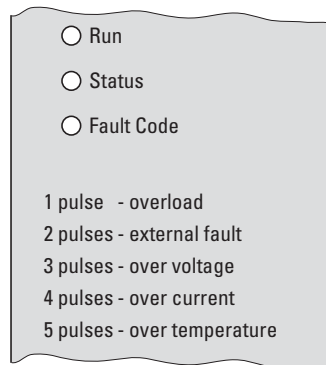 Run
Status
Fault Code
1 pulse - overload
2 pulses - external fault
3 pulses - over voltage
4 pulses - over current
5 pulses - over temperature